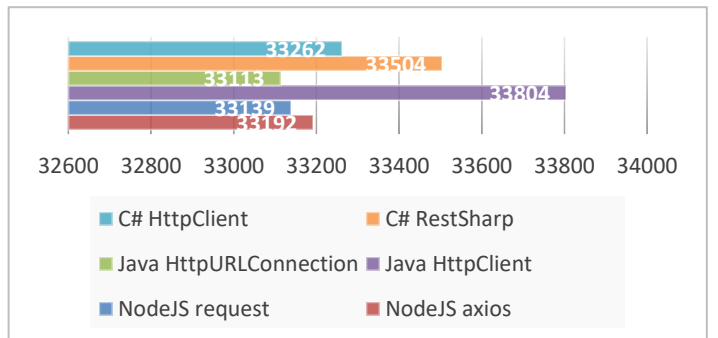 33262
33504
33113
33804
33139
33192
32600 32800 33000 33200 33400 33600 33800 34000
C# HttpClient C# RestSharp
Java HttpURLConnection Java HttpClient
NodeJS request NodeJS axios